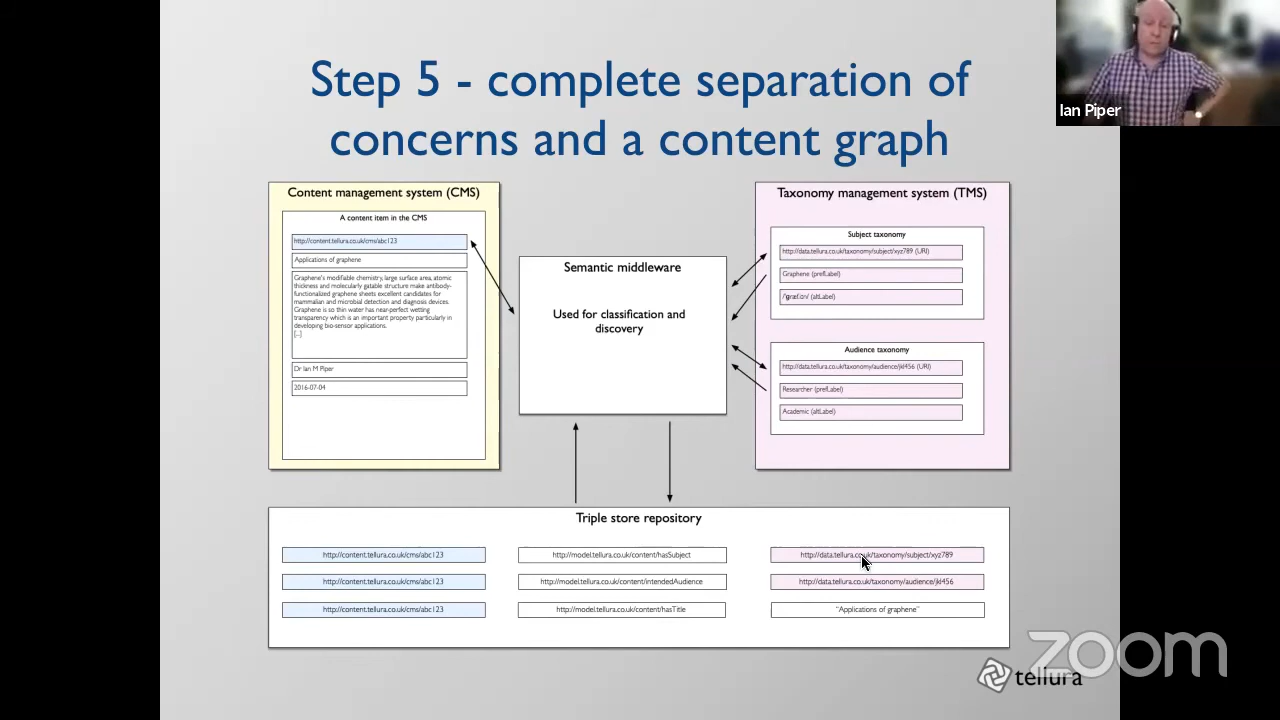 Step 5 - complete separation of
concerns and a content graph
Ian Piper
Content management system (CMS)
A content item in the CMS
http://content.tellura.co.uk/cms/abc123
Applications of graphene
Graphene's modifiable chemistry, large surface area, atomic
thickness and molecularly gatable structure make antibody-
functionalized graphene sheets excellent candidates for
mammalian and microbial detection and diagnosis devices.
Graphene is so thin water has near-perfect wetting
transparency which is an important property particularly in
developing bio-sensor applications.
[...]
Dr Ian M Piper
2016-07-04
Semantic middleware
Used for classification and
discovery
Taxonomy management system (TMS)
Subject taxonomy
http://data.tellura.co.uk/taxonomy/subject/xyz789 (URI)
Graphene (prefLabel)
/'græf.iːn/ (altLabel)
Audience taxonomy
http://data.tellura.co.uk/taxonomy/audience/jkl456 (URI)
Researcher (prefLabel)
Academic (altLabel)
Triple store repository
http://content.tellura.co.uk/cms/abc123
http://model.tellura.co.uk/content/hasSubject
http://data.tellura.co.uk/taxonomy/subject/xyz789
http://content.tellura.co.uk/cms/abc123
http://model.tellura.co.uk/content/intendedAudience
http://data.tellura.co.uk/taxonomy/audience/jkl456
http://content.tellura.co.uk/cms/abc123
http://model.tellura.co.uk/content/hasTitle
"Applications of graphene"
zoom
tellura